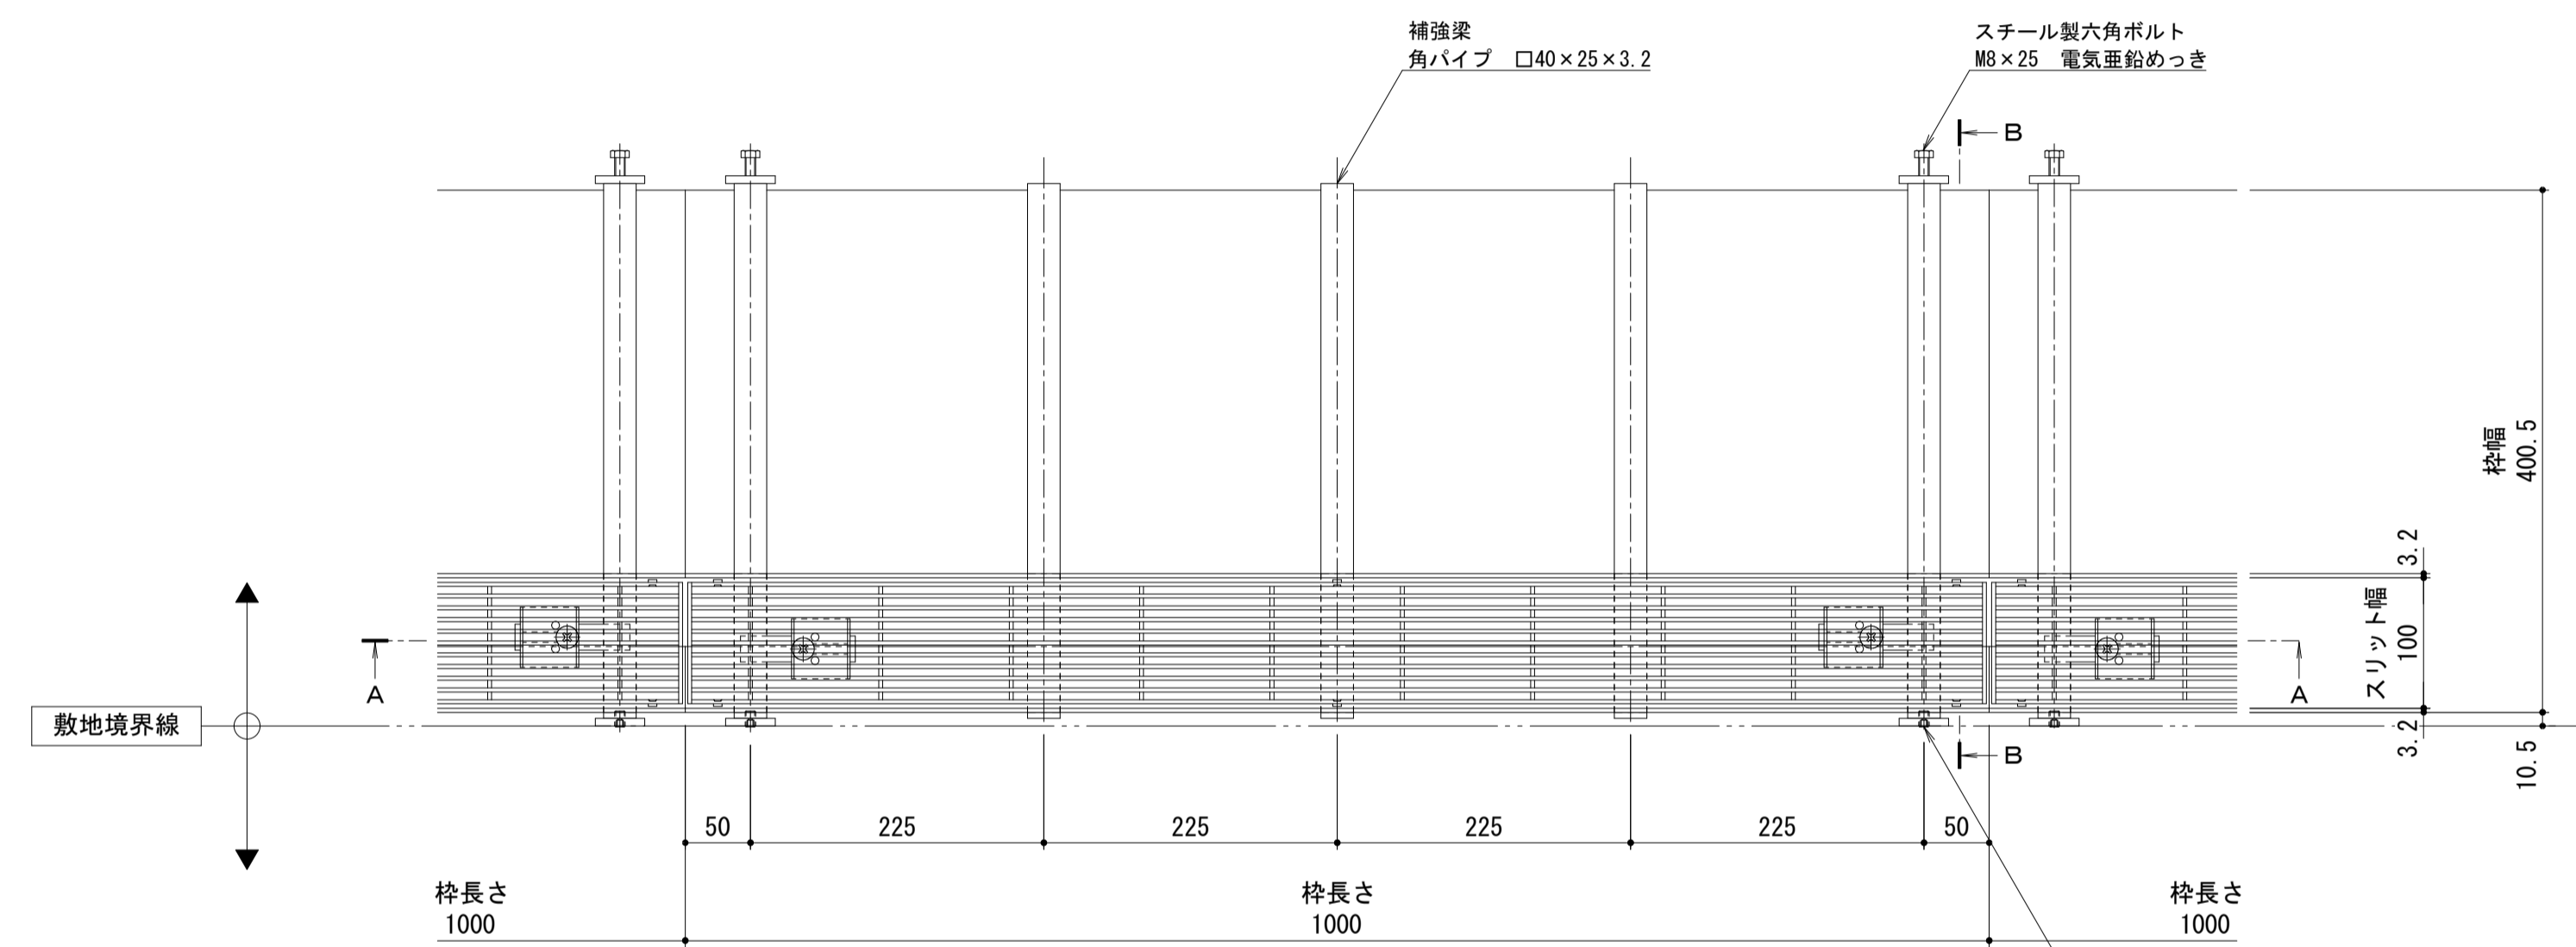 補強梁
角パイプ　□40×25×3.2
スチール製六角ボルト
M8×25　電気亜鉛めっき
B
枠幅
400.5
3.2
スリット幅
100
3.2
10.5
A
A
敷地境界線
B
50
225
225
225
225
50
枠長さ
1000
枠長さ
1000
枠長さ
1000